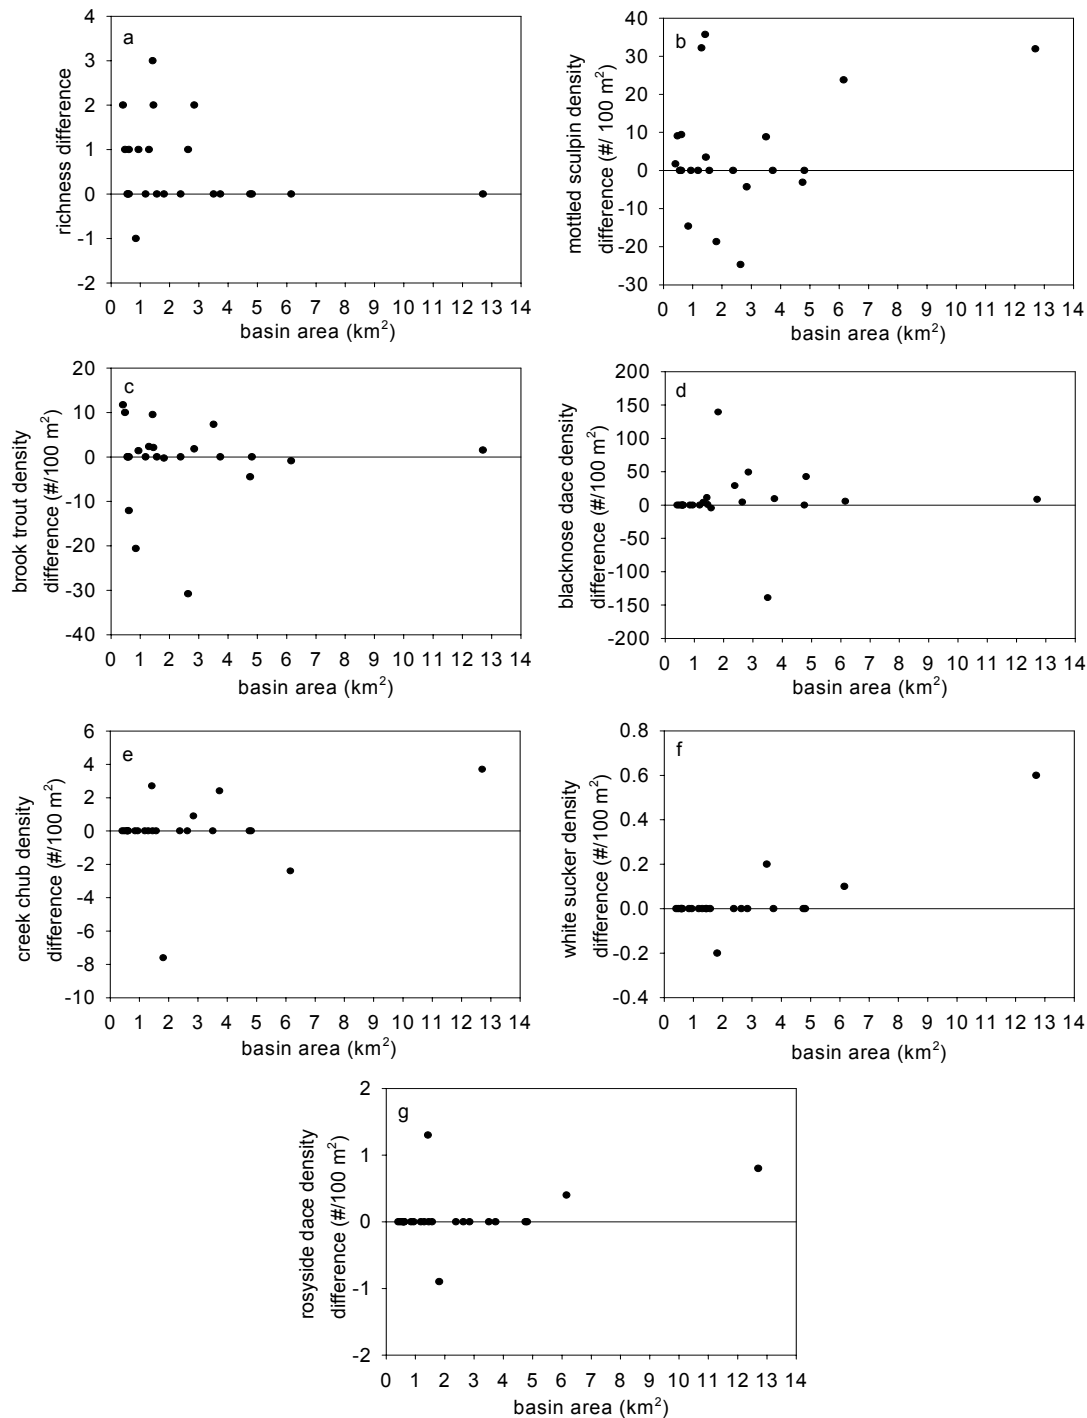 a
richness difference
4
3
2
1
0
-1
-2
0 1 2 3 4 5 6 7 8 9 10 11 12 13 14
basin area (km²)
b
mottled sculpin density
difference (#/ 100 m²)
40
30
20
10
0
-10
-20
-30
0 1 2 3 4 5 6 7 8 9 10 11 12 13 14
basin area (km²)
c
brook trout density
difference (#/100 m²)
20
10
0
-10
-20
-30
-40
0 1 2 3 4 5 6 7 8 9 10 11 12 13 14
basin area (km²)
d
blacknose dace density
difference (#/100 m²)
200
150
100
50
0
-50
-100
-150
-200
0 1 2 3 4 5 6 7 8 9 10 11 12 13 14
basin area (km²)
e
creek chub density
difference (#/100 m²)
6
4
2
0
-2
-4
-6
-8
-10
0 1 2 3 4 5 6 7 8 9 10 11 12 13 14
basin area (km²)
f
white sucker density
difference (#/100 m²)
0.8
0.6
0.4
0.2
0.0
-0.2
-0.4
0 1 2 3 4 5 6 7 8 9 10 11 12 13 14
basin area (km²)
g
rosyside dace density
difference (#/100 m²)
2
1
0
-1
-2
0 1 2 3 4 5 6 7 8 9 10 11 12 13 14
basin area (km²)